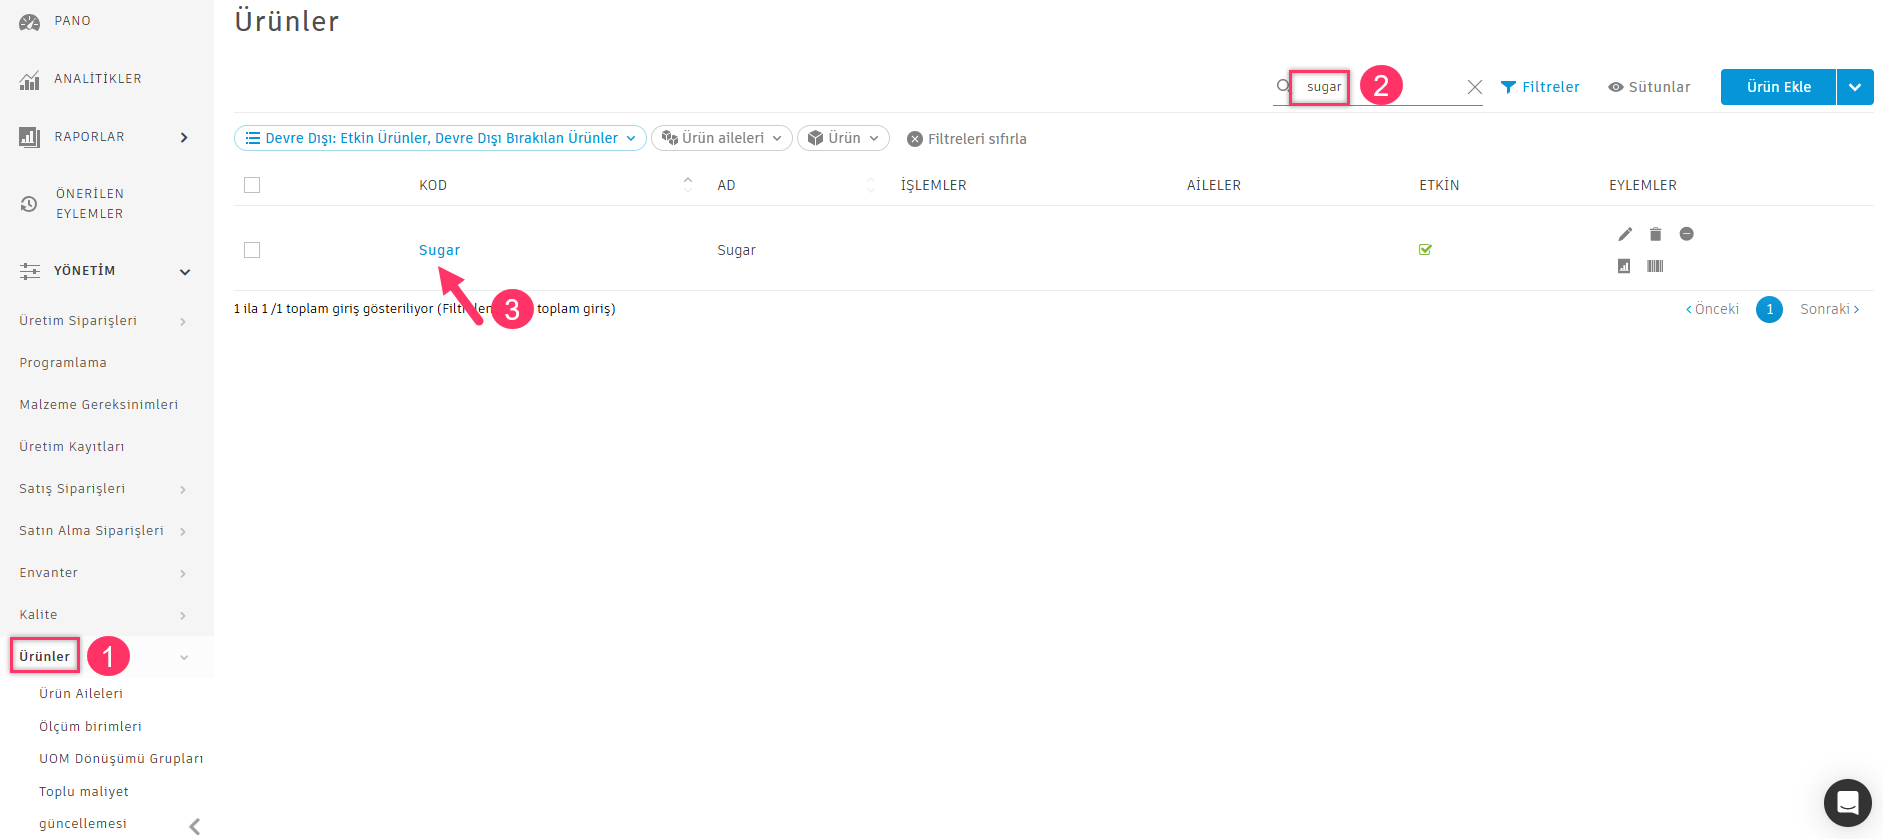 PANO
ANALİTİKLER
RAPORLAR
ÖNERİLEN
EYLEMLER
YÖNETİM
Üretim Siparişleri
Programlama
Malzeme Gereksinimleri
Üretim Kayıtları
Satış Siparişleri
Satın Alma Siparişleri
Envanter
Kalite
Ürünler
1
Ürün Aileleri
Ölçüm birimleri
UOM Dönüşümü Grupları
Toplu maliyet
güncellemesi
Ürünler
sugar
2
Filtreler
Sütunlar
Ürün Ekle
Devre Dışı: Etkin Ürünler, Devre Dışı Bırakılan Ürünler
Ürün aileleri
Ürün
Filtreleri sıfırla
KOD AD İŞLEMLER AİLELER ETKİN EYLEMLER
Sugar Sugar
3
1 ila 1 /1 toplam giriş gösteriliyor (Filtrelen toplam giriş)
Önceki 1 Sonraki